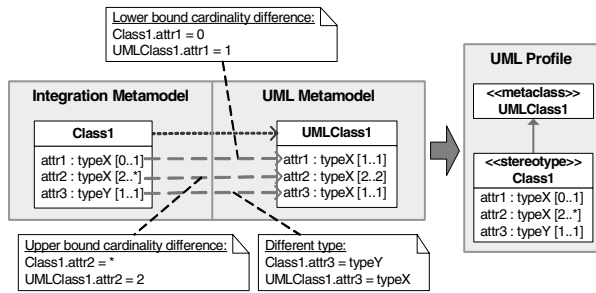 Lower bound cardinality difference:
Class1.attr1 = 0
UMLClass1.attr1 = 1
Integration Metamodel
UML Metamodel
Class1
attr1 : typeX [0..1]
attr2 : typeX [2..*]
attr3 : typeY [1..1]
UMLClass1
attr1 : typeX [1..1]
attr2 : typeX [2..2]
attr3 : typeX [1..1]
Upper bound cardinality difference:
Class1.attr2 = *
UMLClass1.attr2 = 2
Different type:
Class1.attr3 = typeY
UMLClass1.attr3 = typeX
UML Profile
<<metaclass>>
UMLClass1
<<stereotype>>
Class1
attr1 : typeX [0..1]
attr2 : typeX [2..*]
attr3 : typeY [1..1]